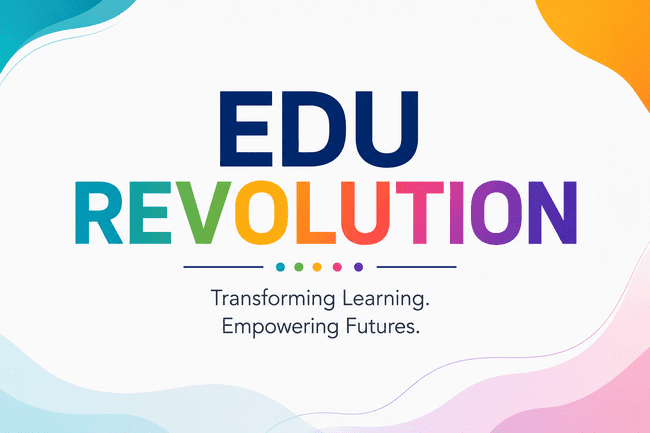 EDU
REVOLUTION
Transforming Learning.
Empowering Futures.